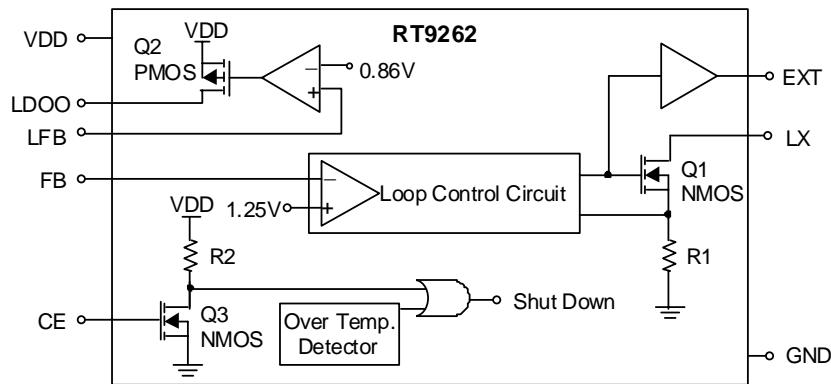 RT9262
VDD
VDD
Q2
PMOS
−
0.86V
+
EXT
LDOO
LFB
LX
FB
−
Loop Control Circuit
Q1
NMOS
VDD
1.25V
+
R2
R1
Shut Down
CE
Q3
NMOS
Over Temp.
Detector
GND